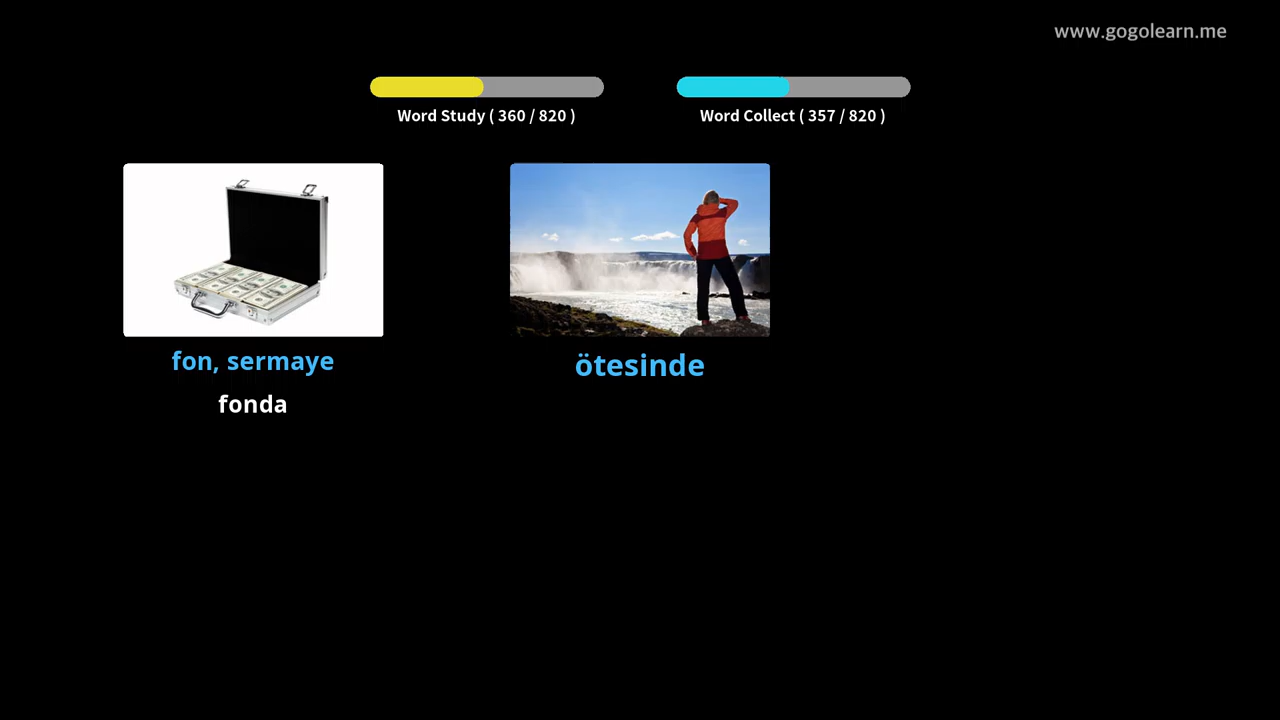 www.gogolearn.me
Word Study ( 360 / 820 )
Word Collect ( 357 / 820 )
fon, sermaye
fonda
ötesinde